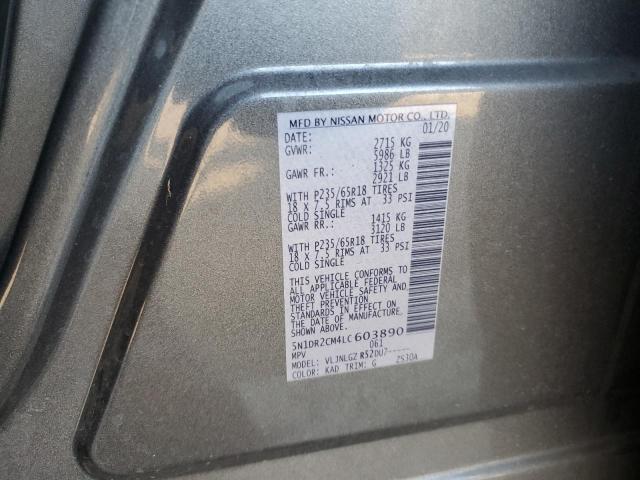 MFD BY NISSAN MOTOR CO., LTD.
DATE: 01/20
GVWR: 2715 KG
5986 LB
GAWR FR.: 1325 KG
2921 LB
WITH P235/65R18 TIRES
18 X 7.5 RIMS AT 33 PSI
COLD SINGLE
GAWR RR.: 1415 KG
3120 LB
WITH P235/65R18 TIRES
18 X 7.5 RIMS AT 33 PSI
COLD SINGLE
THIS VEHICLE CONFORMS TO
ALL APPLICABLE FEDERAL
MOTOR VEHICLE SAFETY AND
THEFT PREVENTION
STANDARDS IN EFFECT ON
THE DATE OF MANUFACTURE
SHOWN ABOVE.
5N1DR2CM4LC603890
MPV 061
VLJNLGZ R52DU7-----
COLOR: KAD TRIM: G 2530A